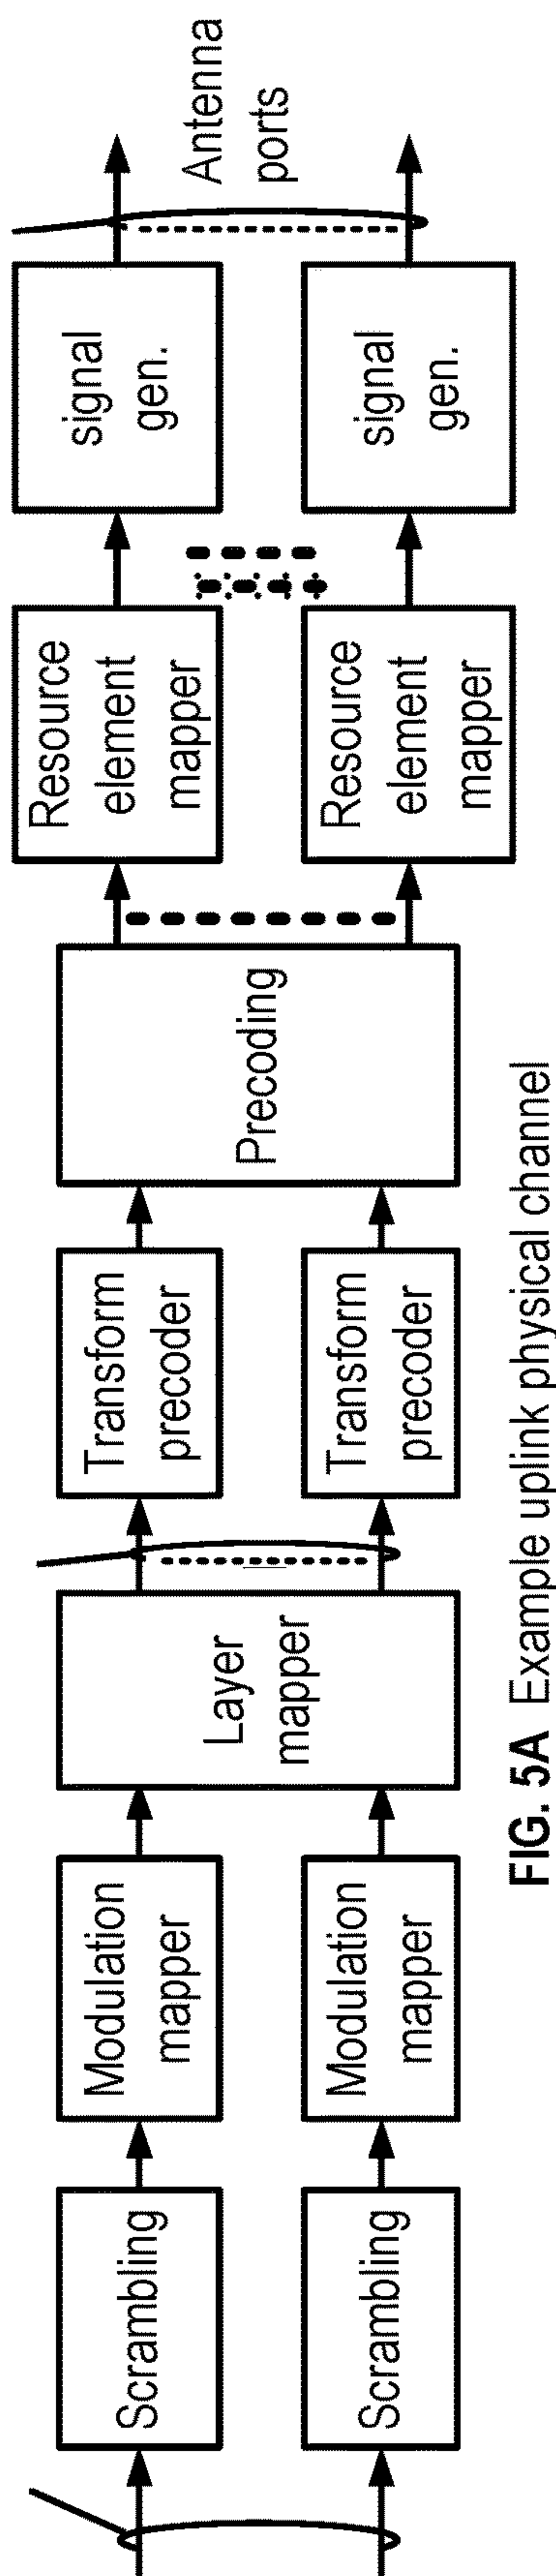 Scrambling
Scrambling
Modulation
mapper
Modulation
mapper
Layer
mapper
Transform
precoder
Transform
precoder
Precoding
Resource
element
mapper
Resource
element
mapper
signal
gen.
signal
gen.
Antenna
ports
FIG. 5A Example uplink physical channel